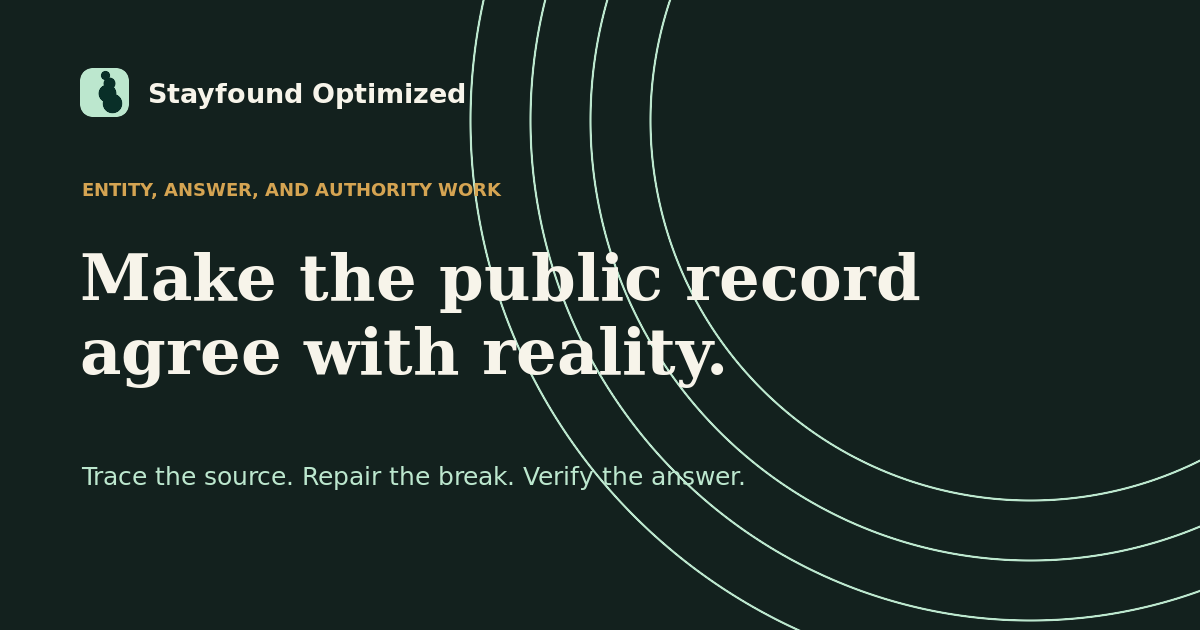 Stayfound Optimized
ENTITY, ANSWER, AND AUTHORITY WORK
Make the public record
agree with reality.
Trace the source. Repair the break. Verify the answer.